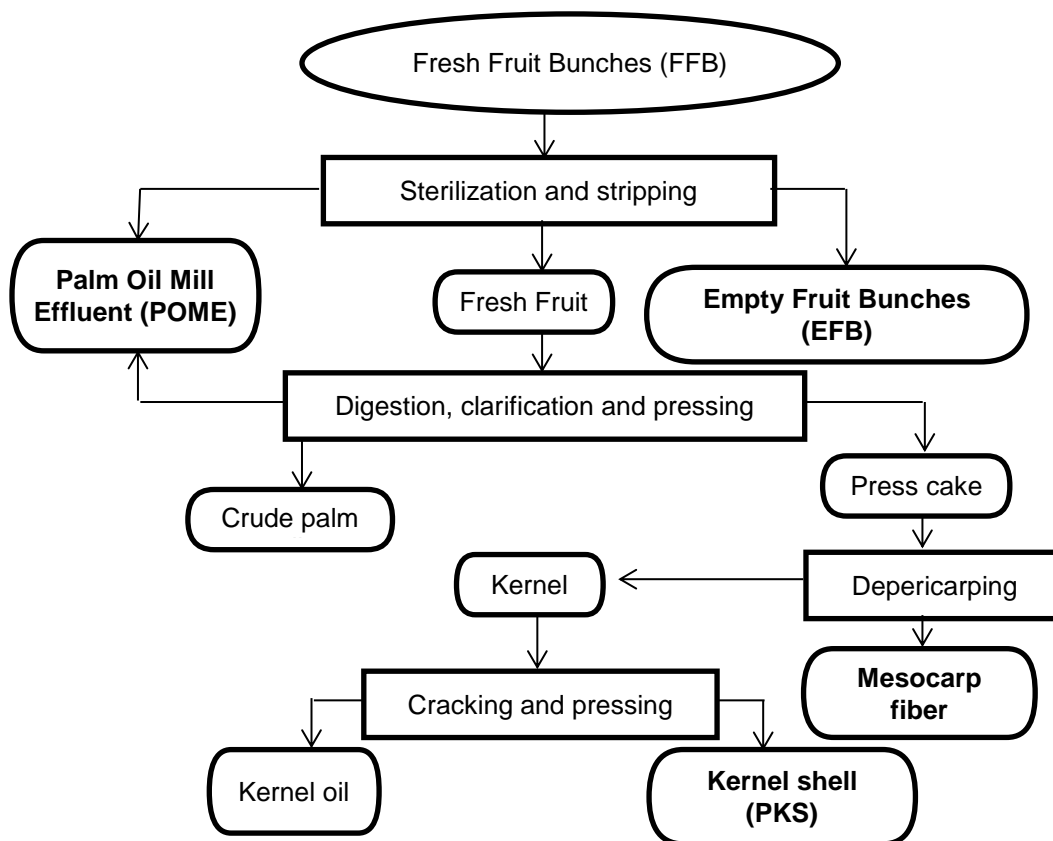 Fresh Fruit Bunches (FFB)
Sterilization and stripping
Palm Oil Mill
Effluent (POME)
Fresh Fruit
Empty Fruit Bunches
(EFB)
Digestion, clarification and pressing
Crude palm
Press cake
Kernel
Depericarping
Mesocarp
fiber
Cracking and pressing
Kernel oil
Kernel shell
(PKS)